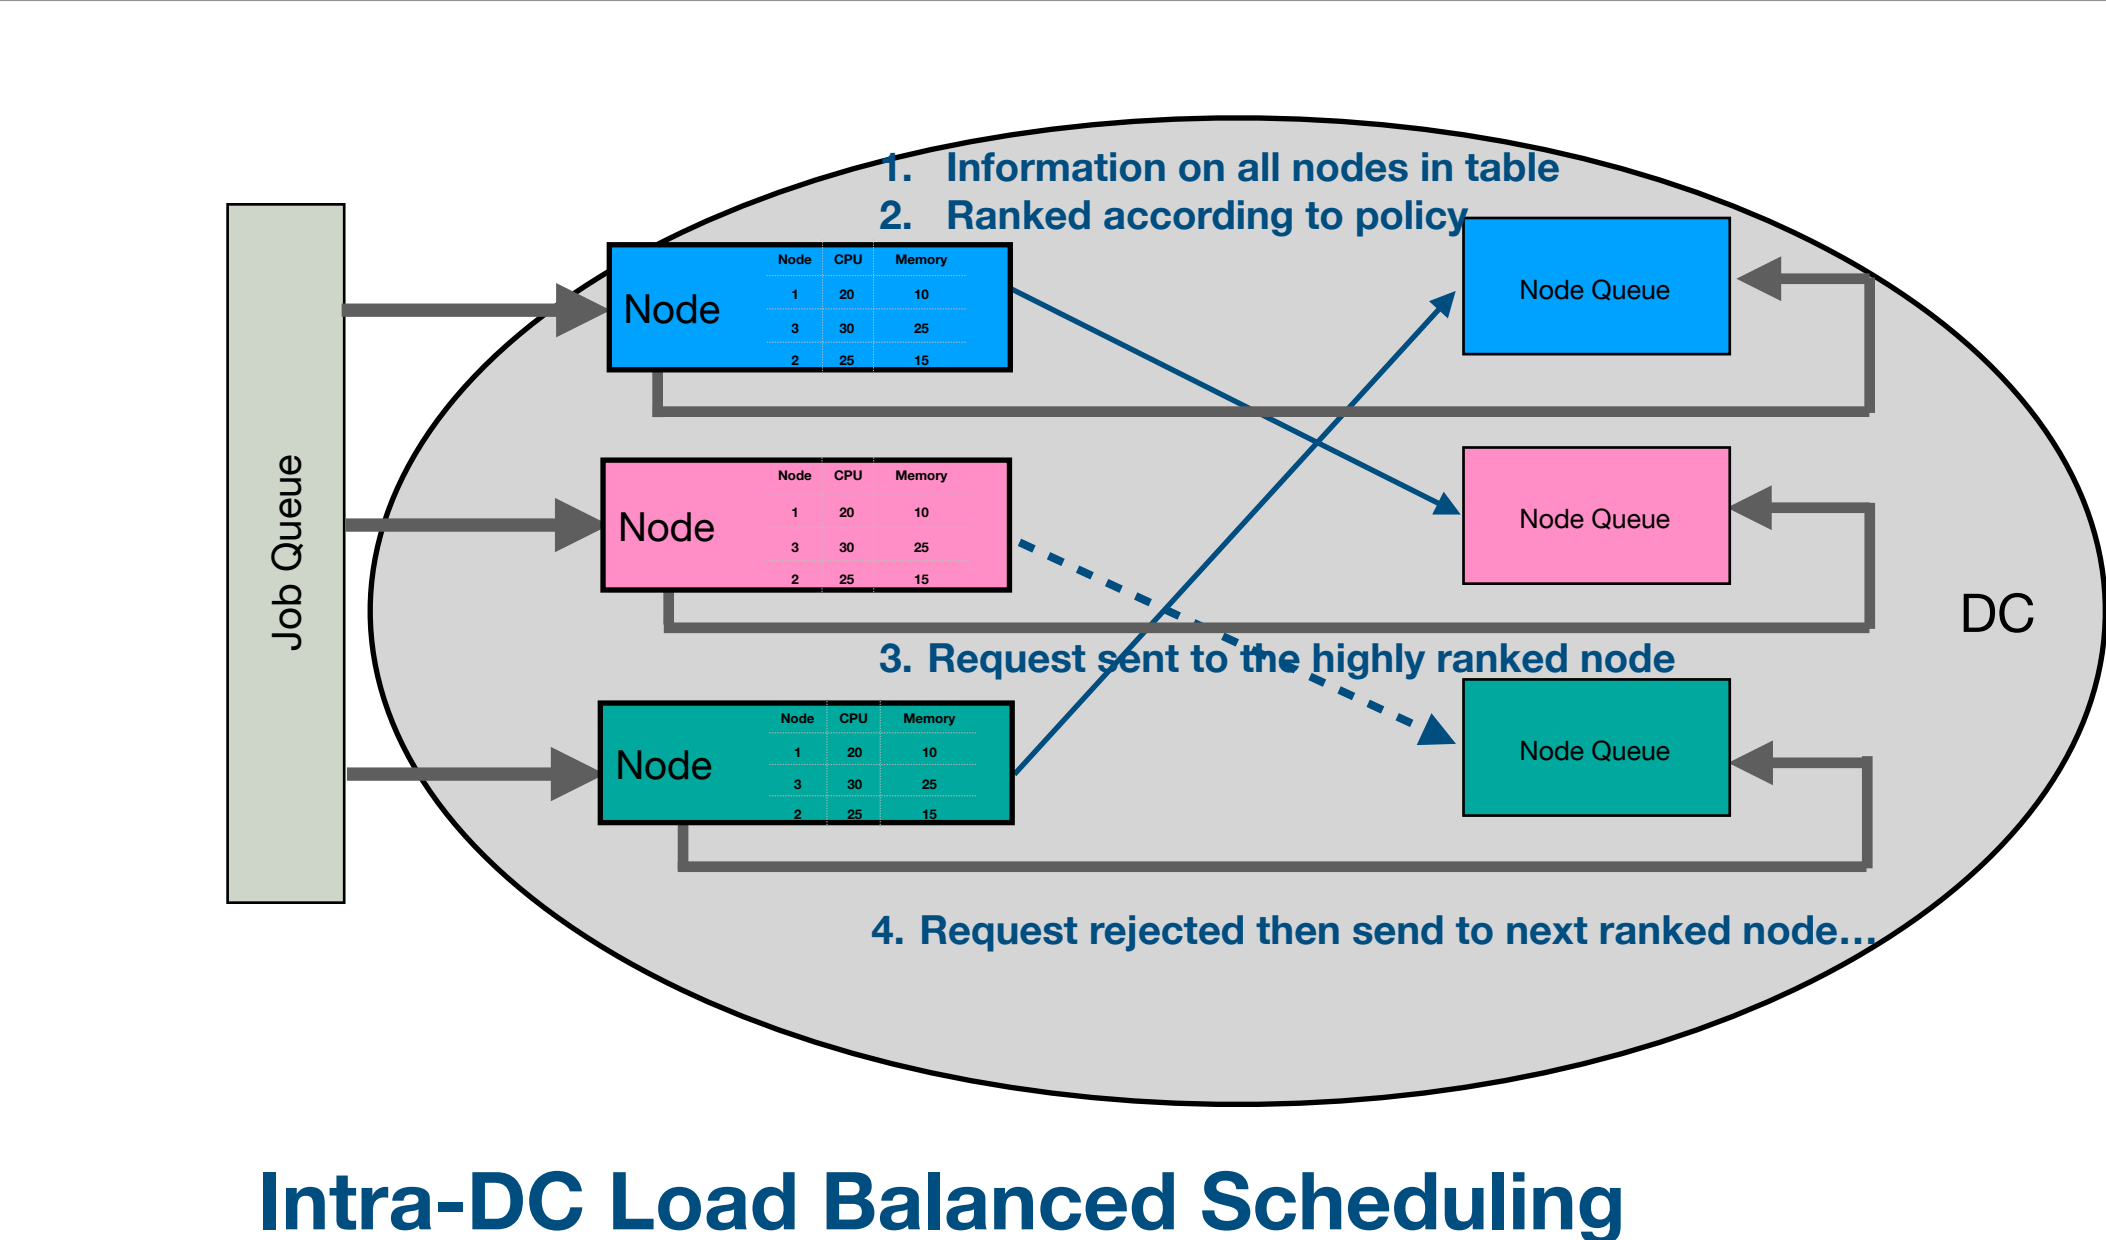 1. Information on all nodes in table
2. Ranked according to policy
Job Queue
Node
Node CPU Memory
1 20 10
3 30 25
2 25 15
Node Queue
Node
Node CPU Memory
1 20 10
3 30 25
2 25 15
Node Queue
DC
3. Request sent to the highly ranked node
Node
Node CPU Memory
1 20 10
3 30 25
2 25 15
Node Queue
4. Request rejected then send to next ranked node...
Intra-DC Load Balanced Scheduling